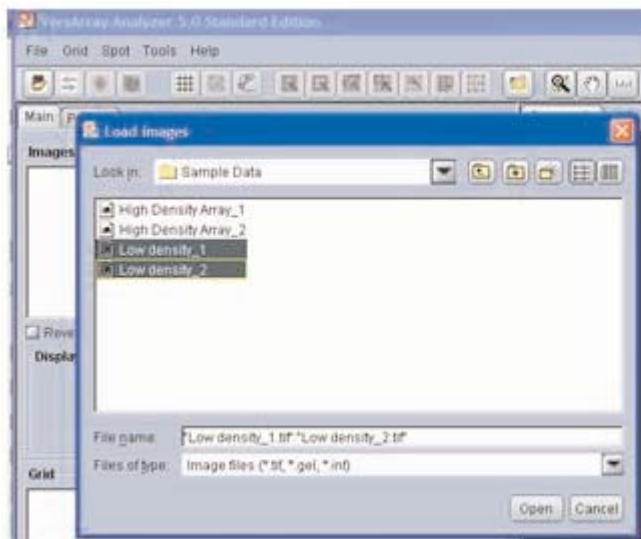 VersArray Analyzer 5.0 Standard Edition
File Grid Spot Tools Help
Main
Load Images
Images
Look in: Sample Data
High Density Array_1
High Density Array_2
Low density_1
Low density_2
File name: "Low density_1.tif" "Low density_2.tif"
Files of type: Image files (*.tif, *.gel, *.inf)
Grid
Open Cancel